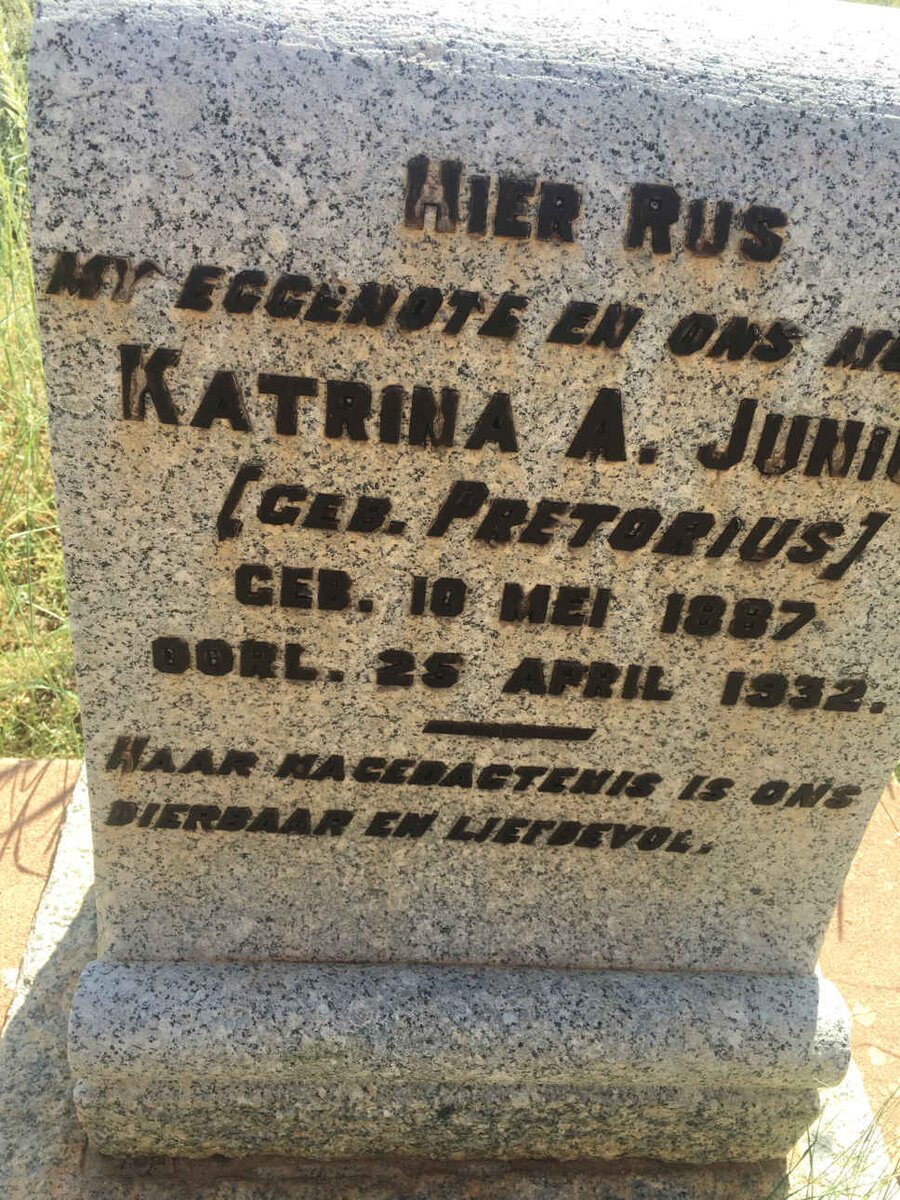 HIER RUS
MY EGGENOTE EN ONS
KATRINA A.
[GEB. PRETORIUS]
GEB. 10 MEI 1887
OORL. 25 APRIL 1932.
HAAR NAGEDAGTENIS IS ONS
DIERBAAR EN LIEFDEVOL.